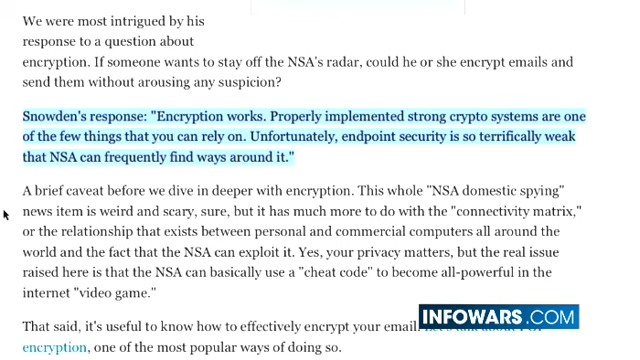 We were most intrigued by his
response to a question about
encryption. If someone wants to stay off the NSA's radar, could he or she encrypt emails and
send them without arousing any suspicion?
Snowden's response: "Encryption works. Properly implemented strong crypto systems are one
of the few things that you can rely on. Unfortunately, endpoint security is so terrifically weak
that NSA can frequently find ways around it."
A brief caveat before we dive in deeper with encryption. This whole "NSA domestic spying"
news item is weird and scary, sure, but it has much more to do with the "connectivity matrix,"
or the relationship that exists between personal and commercial computers all around the
world and the fact that the NSA can exploit it. Yes, your privacy matters, but the real issue
raised here is that the NSA can basically use a "cheat code" to become all-powerful in the
internet "video game."
INFOWARS.COM
That said, it's useful to know how to effectively encrypt your email.
encryption, one of the most popular ways of doing so.